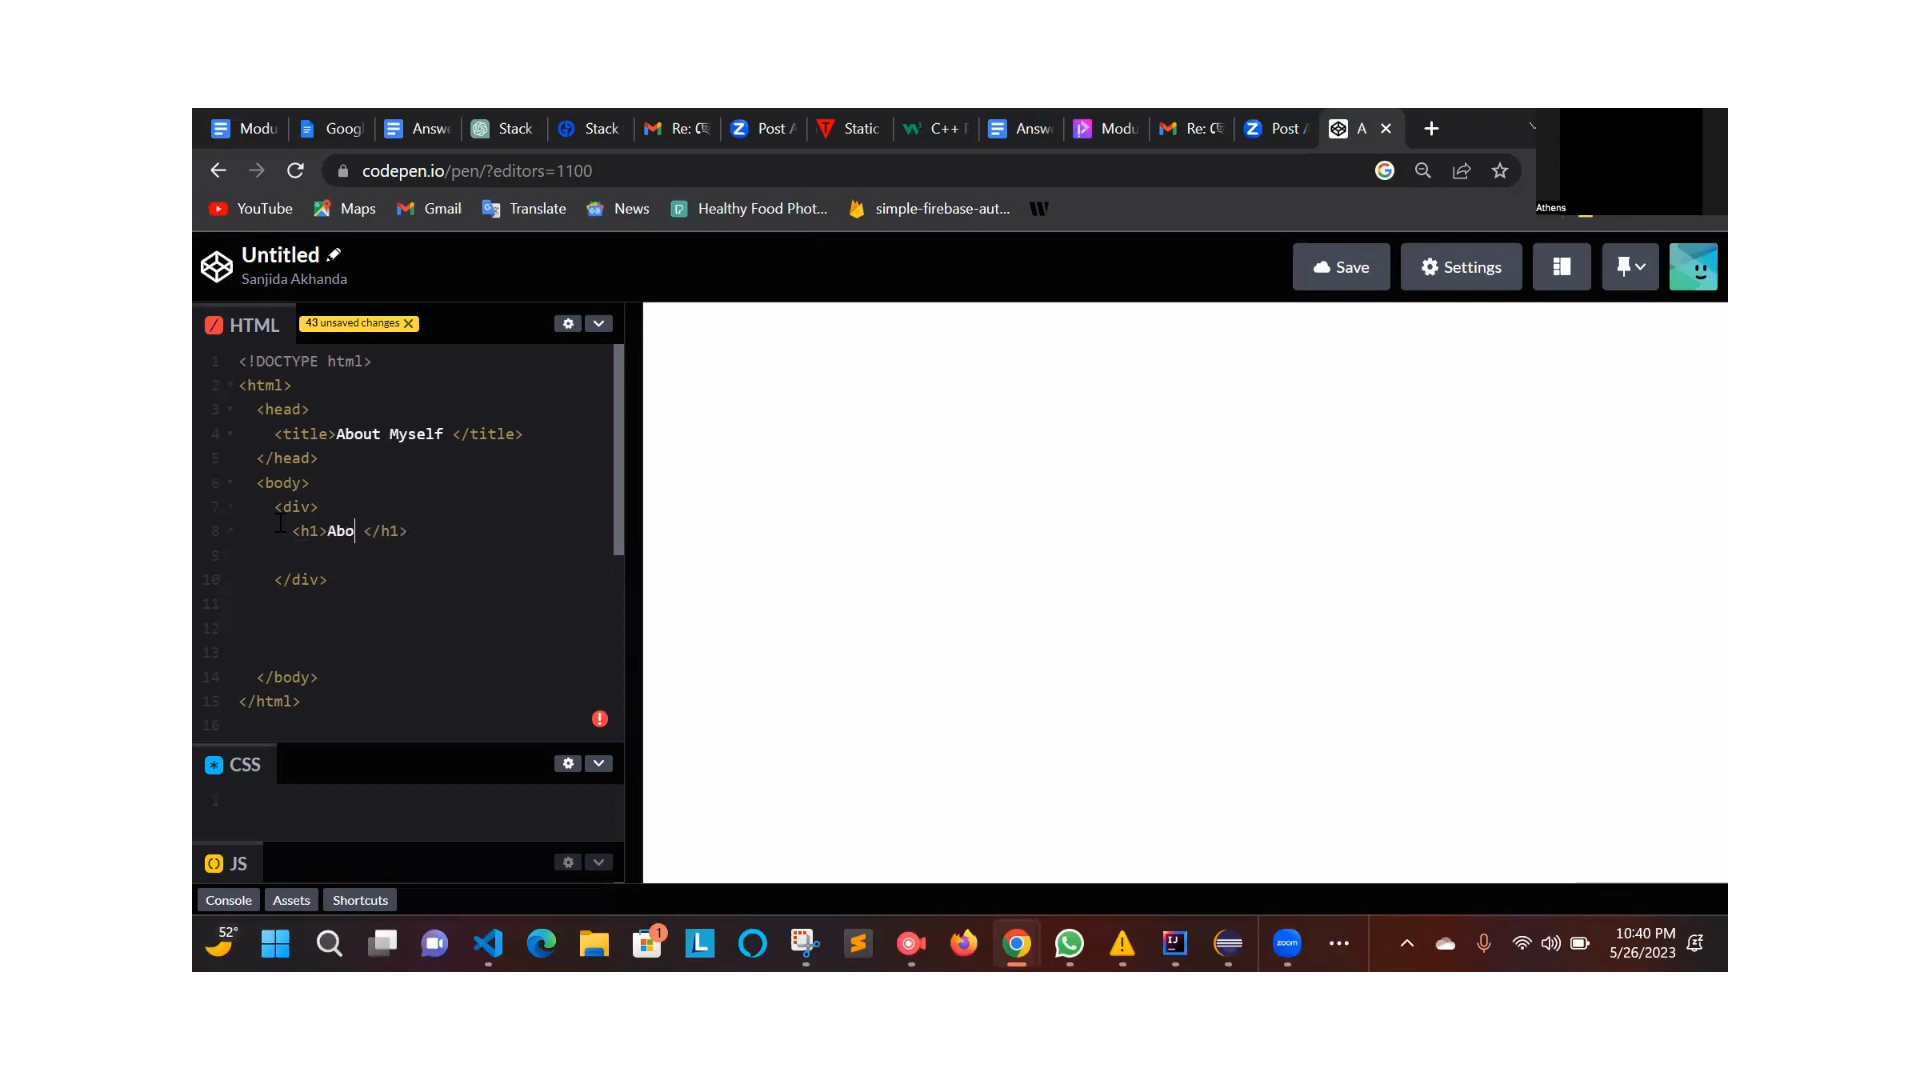 Modu Goog Answ Stack Stack Re: Post A Static C++ Answ Modu Re: Post A A
codepen.io/pen/?editors=1100
YouTube Maps Gmail Translate News Healthy Food Phot... simple-firebase-aut...
Athens
Untitled
Sanjida Akhanda
Save Settings
HTML 43 unsaved changes
1 <!DOCTYPE html>
2 <html>
3 <head>
4 <title>About Myself </title>
5 </head>
6 <body>
7 <div>
8 <h1>Abo </h1>
9
10 </div>
11
12
13
14 </body>
15 </html>
16
CSS
1
JS
Console Assets Shortcuts
52°
1
L
IJ
zoom
10:40 PM
5/26/2023